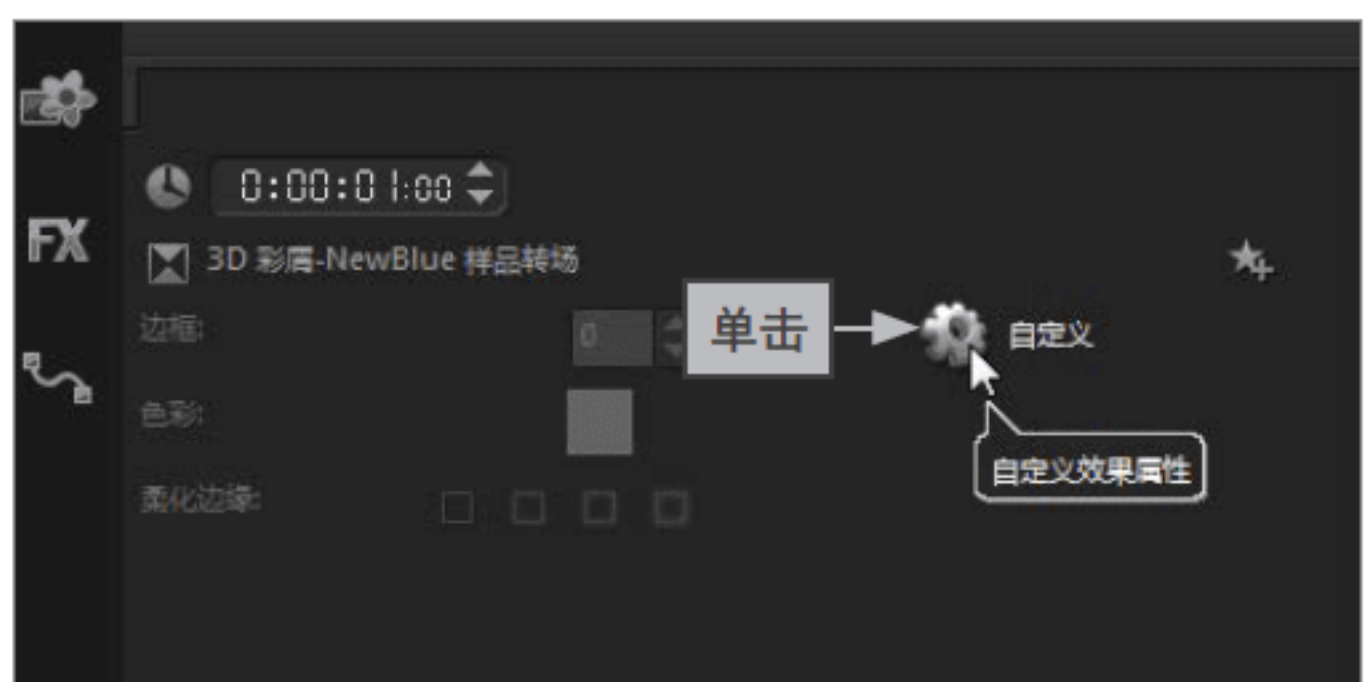 0:00:01:00
FX
3D 彩屑-NewBlue 样品转场
边框:
0
单击
自定义
色彩:
自定义效果属性
柔化边缘: